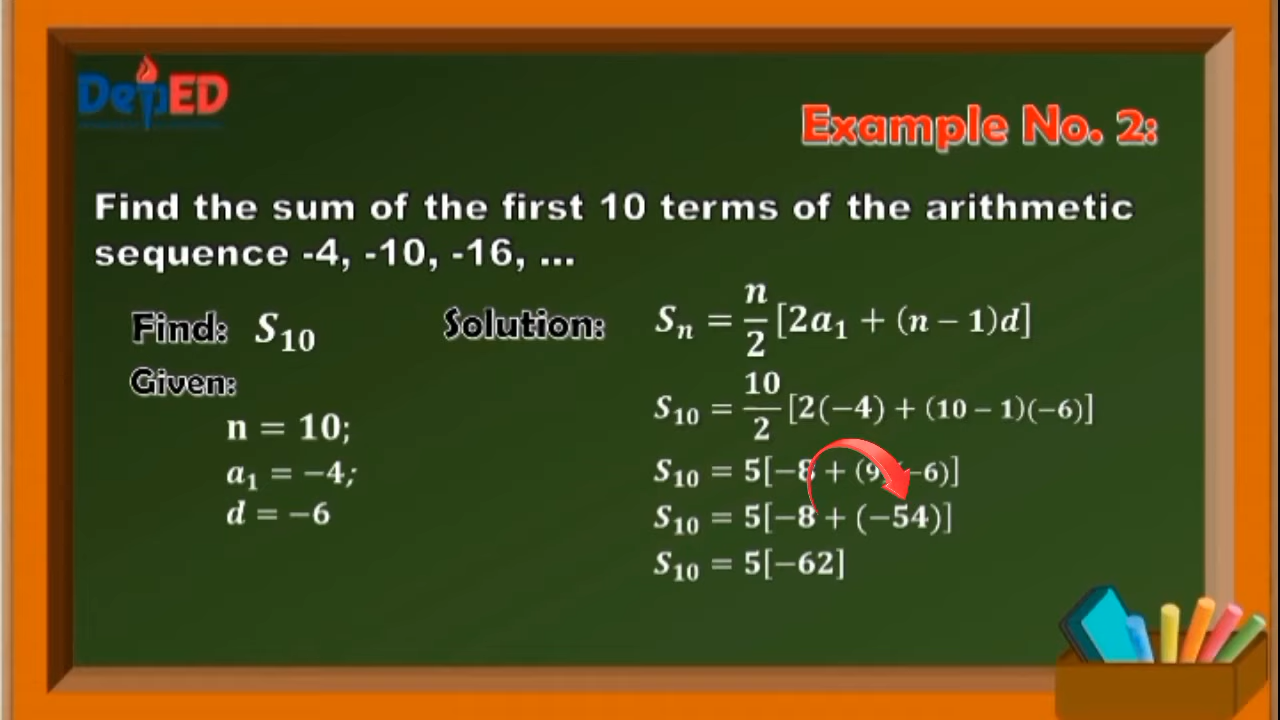 DepED
Example No. 2:
Find the sum of the first 10 terms of the arithmetic
sequence -4, -10, -16, ...
Find: S₁₀
Solution:
Sₙ = n/2 [2a₁ + (n − 1)d]
Given:
n = 10;
a₁ = −4;
d = −6
S₁₀ = 10/2 [2(−4) + (10 − 1)(−6)]
S₁₀ = 5[−8 + (9)(−6)]
S₁₀ = 5[−8 + (−54)]
S₁₀ = 5[−62]